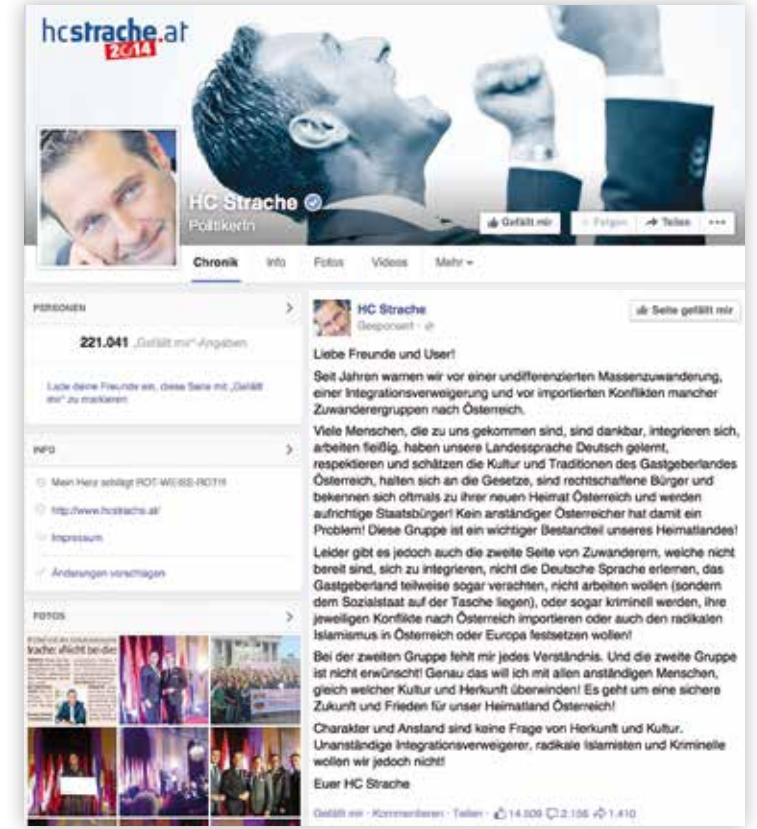 hcstrache.at
2014
HC Strache
PolitikerIn
Gefällt mir
Folgen
Teilen
Chronik Info Fotos Videos Mehr
PERSONEN
221.041 „Gefällt mir“-Angaben
Lade deine Freunde ein, diese Seite mit „Gefällt
mir“ zu markieren
INFO
Mein Herz schlägt ROT-WEISS-ROT!!!
http://www.hcstrache.at/
Impressum
Änderungen vorschlagen
FOTOS
HC Strache
Gesponsert
Seite gefällt mir
Liebe Freunde und User!
Seit Jahren warnen wir vor einer undifferenzierten Massenzuwanderung,
einer Integrationsverweigerung und vor importierten Konflikten mancher
Zuwanderergruppen nach Österreich.
Viele Menschen, die zu uns gekommen sind, sind dankbar, integrieren sich,
arbeiten fleißig, haben unsere Landessprache Deutsch gelernt,
respektieren und schätzen die Kultur und Traditionen des Gastgeberlandes
Österreich, halten sich an die Gesetze, sind rechtschaffene Bürger und
bekennen sich oftmals zu ihrer neuen Heimat Österreich und werden
aufrichtige Staatsbürger! Kein anständiger Österreicher hat damit ein
Problem! Diese Gruppe ist ein wichtiger Bestandteil unseres Heimatlandes!
Leider gibt es jedoch auch die zweite Seite von Zuwanderern, welche nicht
bereit sind, sich zu integrieren, nicht die Deutsche Sprache erlernen, das
Gastgeberland teilweise sogar verachten, nicht arbeiten wollen (sondern
dem Sozialstaat auf der Tasche liegen), oder sogar kriminell werden, ihre
jeweiligen Konflikte nach Österreich importieren oder auch den radikalen
Islamismus in Österreich oder Europa festsetzen wollen!
Bei der zweiten Gruppe fehlt mir jedes Verständnis. Und die zweite Gruppe
ist nicht erwünscht! Genau das will ich mit allen anständigen Menschen,
gleich welcher Kultur und Herkunft überwinden! Es geht um eine sichere
Zukunft und Frieden für unser Heimatland Österreich!
Charakter und Anstand sind keine Frage von Herkunft und Kultur.
Unanständige Integrationsverweigerer, radikale Islamisten und Kriminelle
wollen wir jedoch nicht!
Euer HC Strache
Gefällt mir · Kommentieren · Teilen · 14.509 2.156 1.410